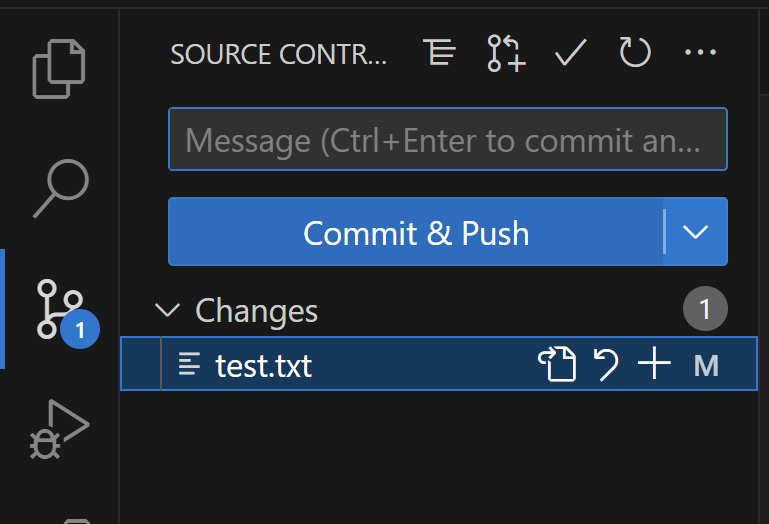 SOURCE CONTR...
Message (Ctrl+Enter to commit an...
Commit & Push
Changes 1
1
test.txt M